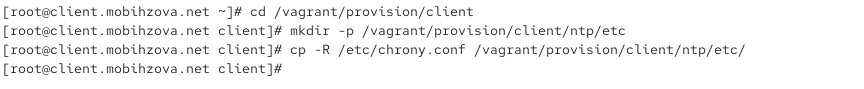 [root@client.mobihzova.net ~]# cd /vagrant/provision/client
[root@client.mobihzova.net client]# mkdir -p /vagrant/provision/client/ntp/etc
[root@client.mobihzova.net client]# cp -R /etc/chrony.conf /vagrant/provision/client/ntp/etc/
[root@client.mobihzova.net client]#